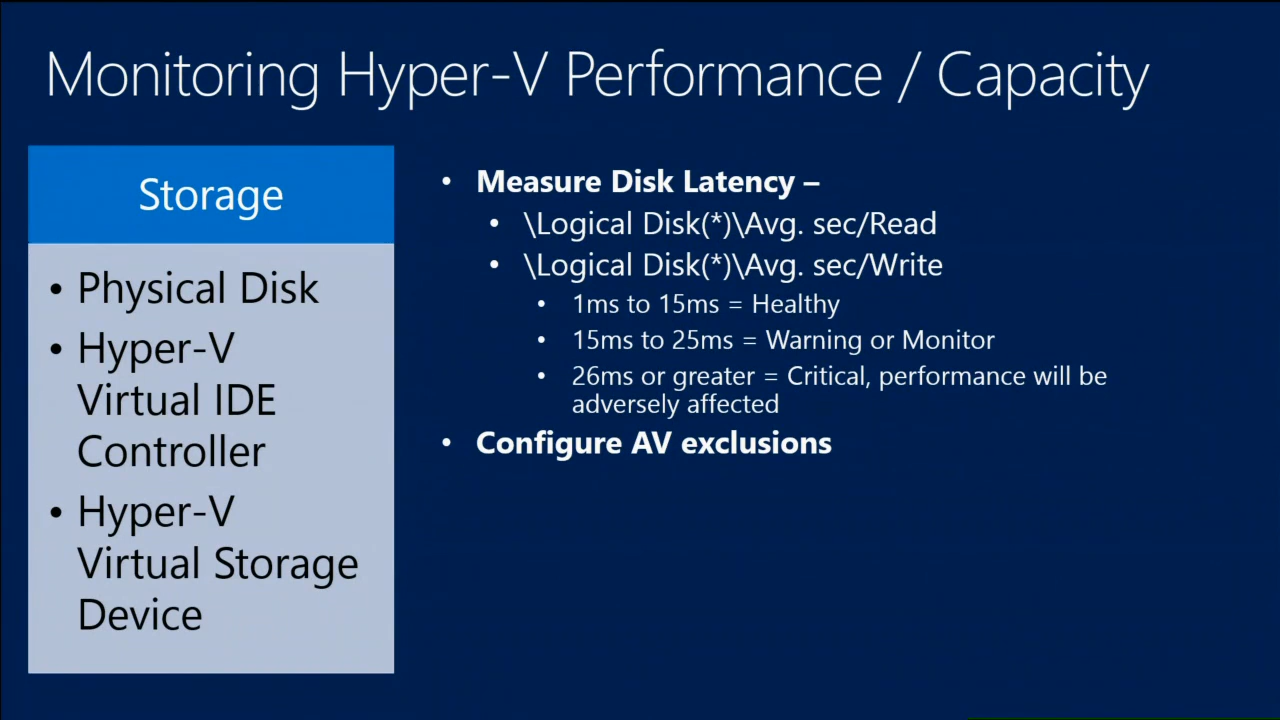 Monitoring Hyper-V Performance / Capacity
Storage
• Physical Disk
• Hyper-V
Virtual IDE
Controller
• Hyper-V
Virtual Storage
Device
• Measure Disk Latency –
• \Logical Disk(*)\Avg. sec/Read
• \Logical Disk(*)\Avg. sec/Write
• 1ms to 15ms = Healthy
• 15ms to 25ms = Warning or Monitor
• 26ms or greater = Critical, performance will be
adversely affected
• Configure AV exclusions